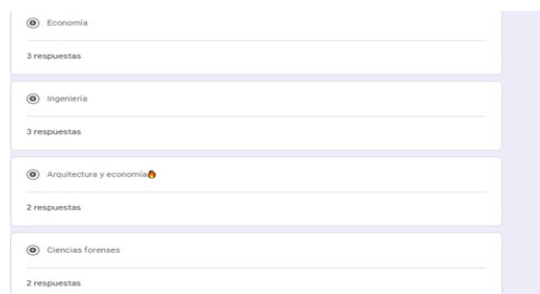 Economía
3 respuestas
Ingeniería
3 respuestas
Arquitectura y economía🔥
2 respuestas
Ciencias forenses
2 respuestas